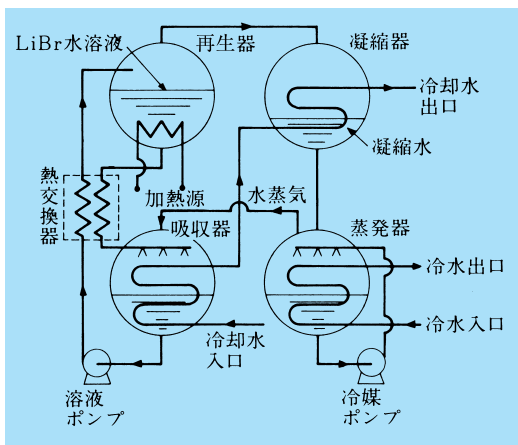 LiBr水溶液
再生器
凝縮器
冷却水
出口
凝縮水
熱交換器
加熱源
水蒸気
吸収器
蒸発器
冷水出口
冷却水
入口
冷水入口
溶液
ポンプ
冷媒
ポンプ